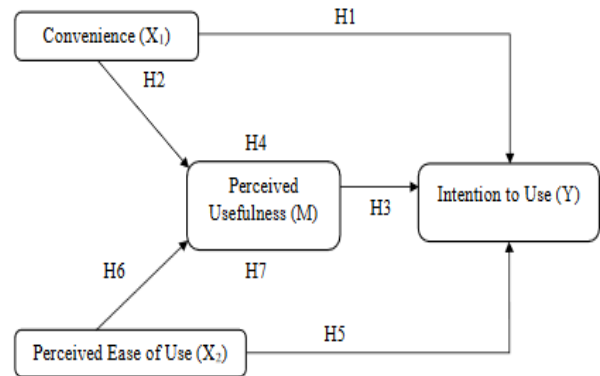 H1
Convenience (X₁)
H2
H4
Perceived
Usefulness (M)
H3
Intention to Use (Y)
H6
H7
H5
Perceived Ease of Use (X₂)